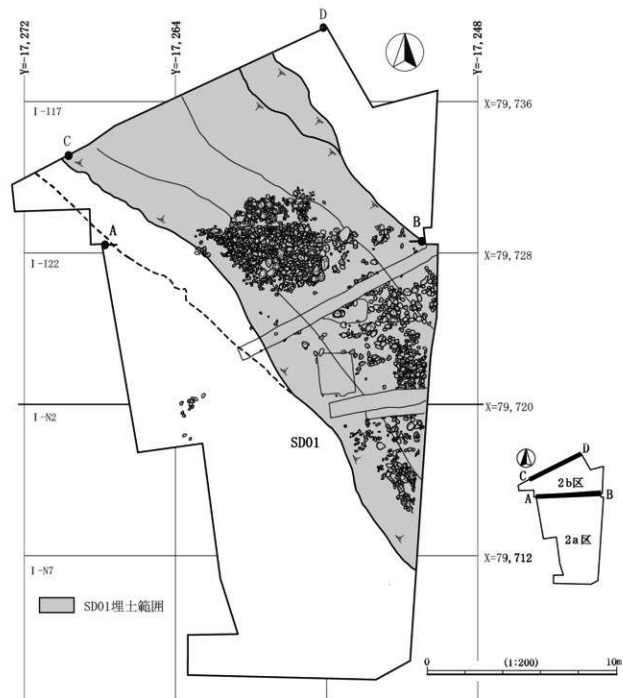 D
Y=-17,272
Y=-17,264
Y=-17,248
I-I17
X=79,736
C
A
B
I-I22
X=79,728
I-N2
X=79,720
SD01
D
C
2b区
A
B
2a区
I-N7
X=79,712
SD01埋土範囲
0
(1:200)
10m